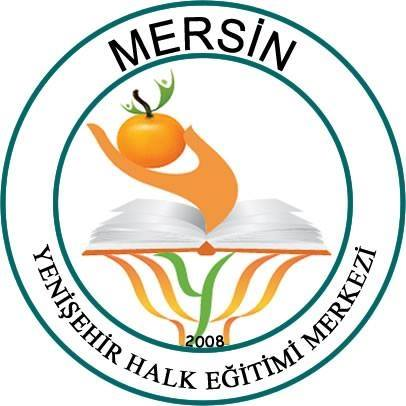 MERSİN
2008
YENİŞEHİR HALK EĞİTİMİ MERKEZİ